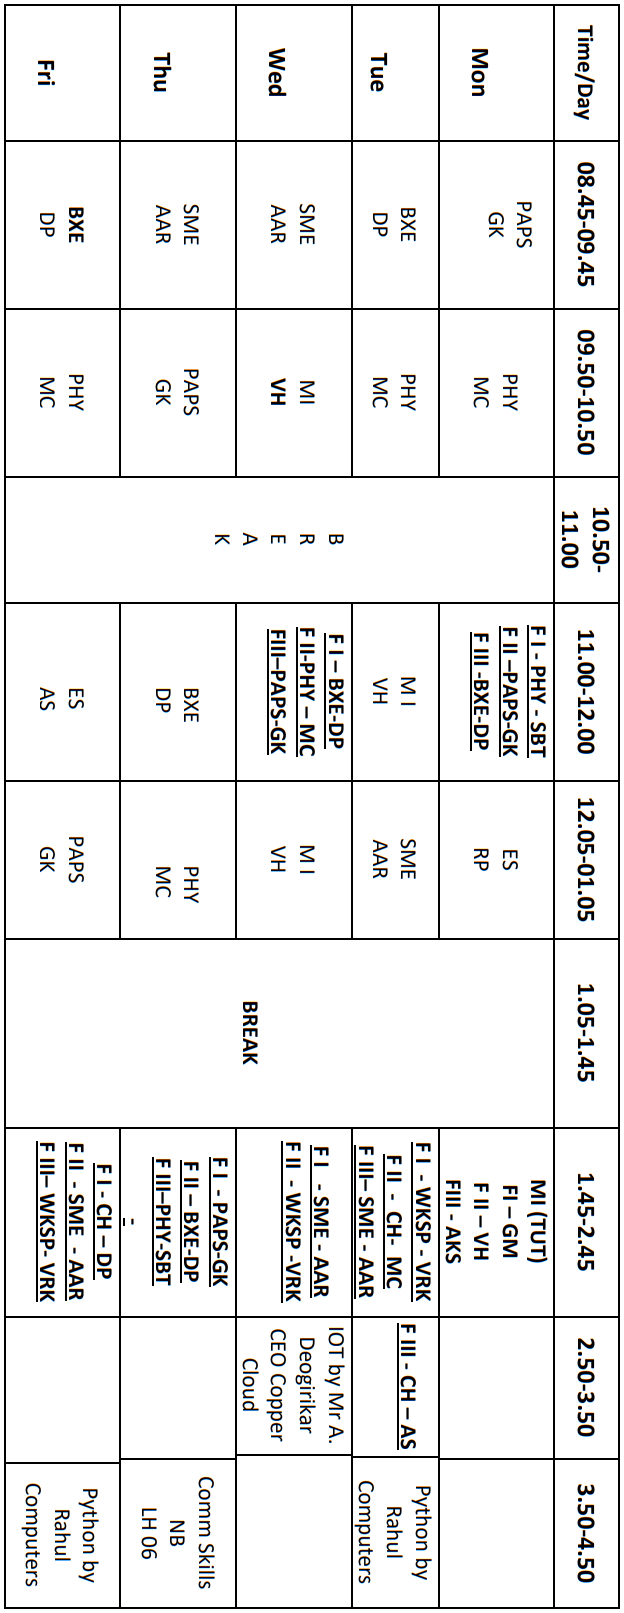 Time/Day
08.45-09.45
09.50-10.50
10.50-
11.00
11.00-12.00
12.05-01.05
1.05-1.45
1.45-2.45
2.50-3.50
3.50-4.50
Mon
PAPS
GK
PHY
MC
B
R
E
A
K
F I - PHY - SBT
F II –PAPS-GK
F III -BXE-DP
ES
RP
BREAK
MI (TUT)
FI – GM
F II – VH
FIII - AKS
Tue
BXE
DP
PHY
MC
M I
VH
SME
AAR
F I - WKSP - VRK
F II - CH- MC
F III– SME - AAR
F III - CH – AS
Python by
Rahul
Computers
Wed
SME
AAR
MI
VH
F I – BXE-DP
F II-PHY – MC
FIII–PAPS-GK
M I
VH
F I - SME - AAR
F II - WKSP -VRK
IOT by Mr A.
Deogirikar
CEO Copper
Cloud
Thu
SME
AAR
PAPS
GK
BXE
DP
PHY
MC
F I - PAPS-GK
F II – BXE-DP
F III–PHY-SBT
-
Comm Skills
NB
LH 06
Fri
BXE
DP
PHY
MC
ES
AS
PAPS
GK
F I - CH – DP
F II - SME - AAR
F III– WKSP- VRK
Python by
Rahul
Computers